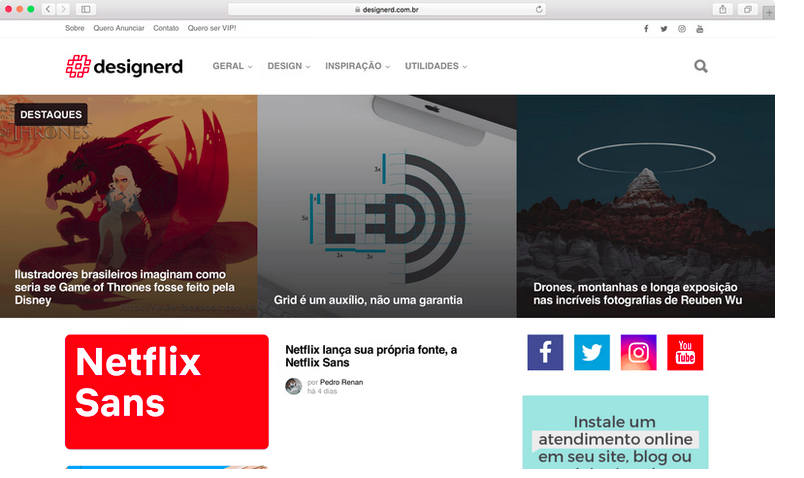 designerd.com.br
Sobre Quero Anunciar Contato Quero ser VIP!
designerd
GERAL DESIGN INSPIRAÇÃO UTILIDADES
DESTAQUES
THRONES
Ilustradores brasileiros imaginam como
seria se Game of Thrones fosse feito pela
Disney
3x
5x
LED
2x 3x
Grid é um auxílio, não uma garantia
Drones, montanhas e longa exposição
nas incríveis fotografias de Reuben Wu
Netflix
Sans
Netflix lança sua própria fonte, a
Netflix Sans
por Pedro Renan
há 4 dias
You
Tube
Instale um
atendimento online
em seu site, blog ou